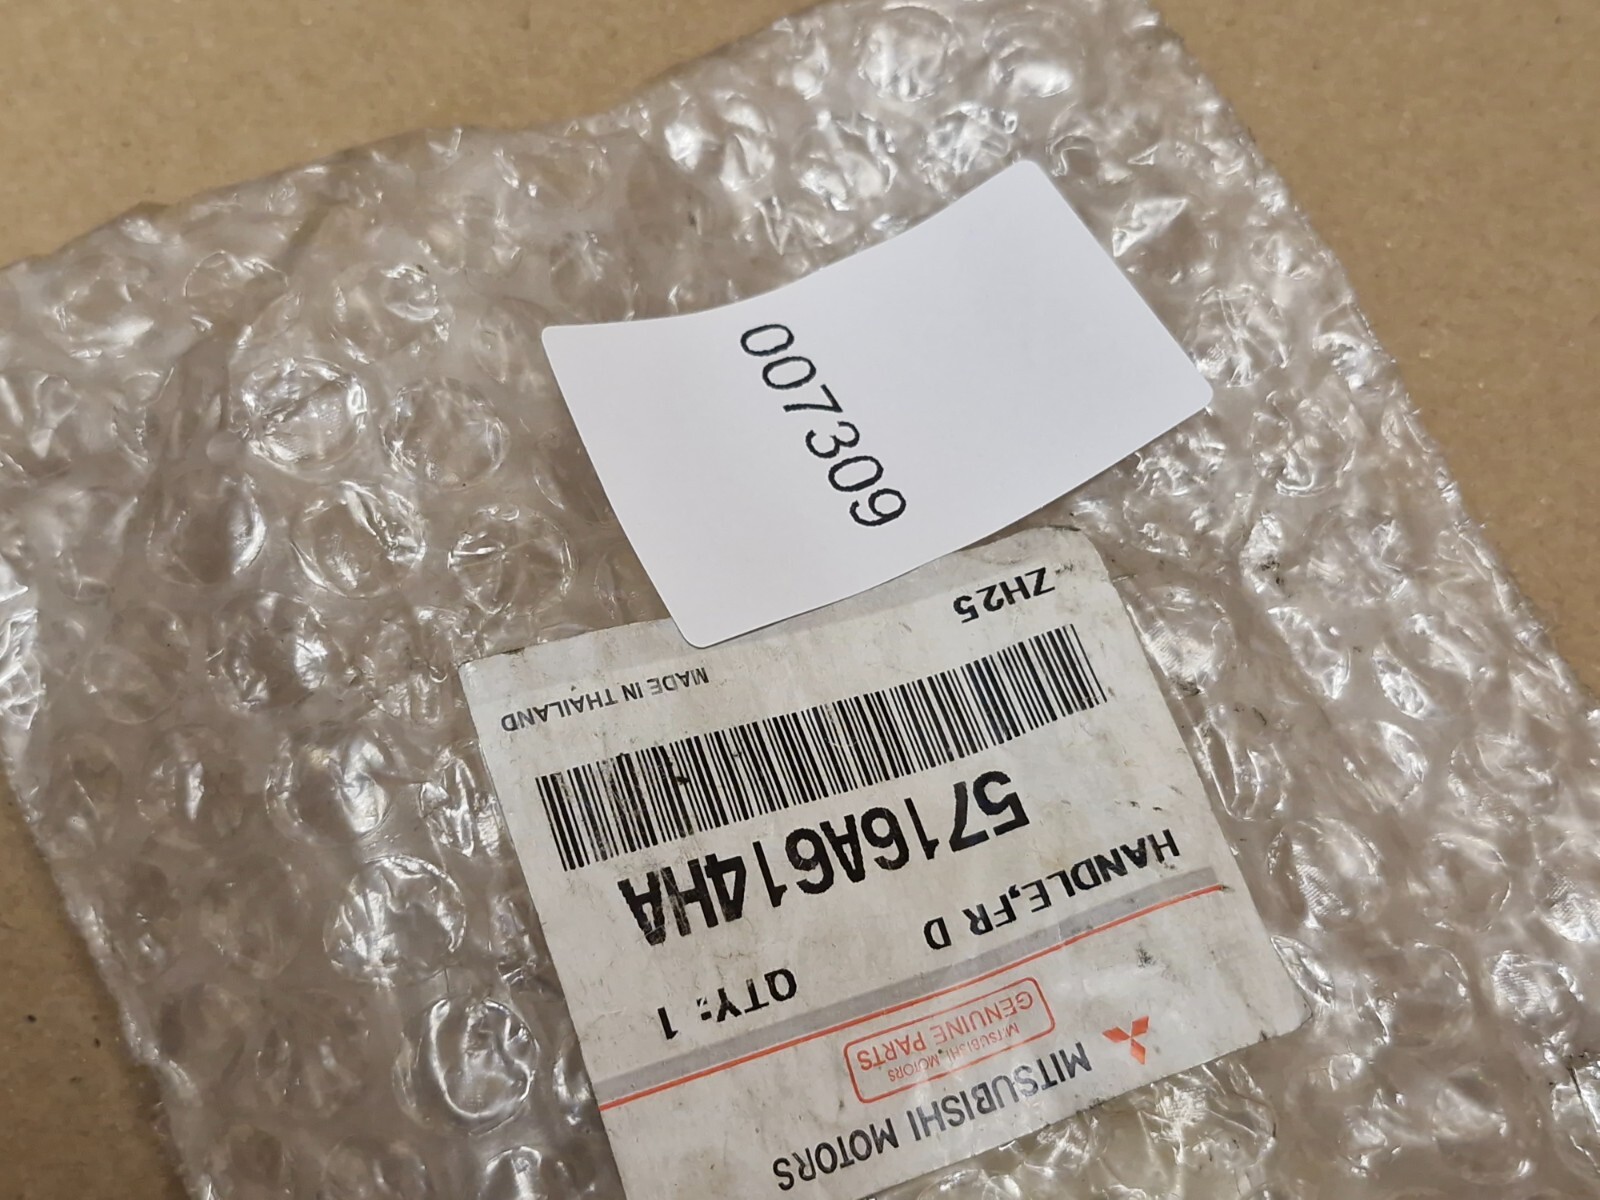 007309
MITSUBISHI MOTORS
MITSUBISHI MOTORS
GENUINE PARTS
HANDLE,FR D
QTY: 1
5716A614HA
MADE IN THAILAND
ZH25